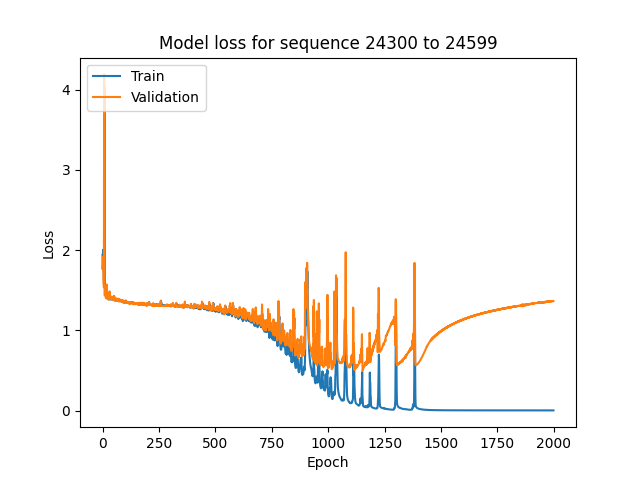 Model loss for sequence 24300 to 24599
Train
Validation
Loss
4
3
2
1
0
0 250 500 750 1000 1250 1500 1750 2000
Epoch